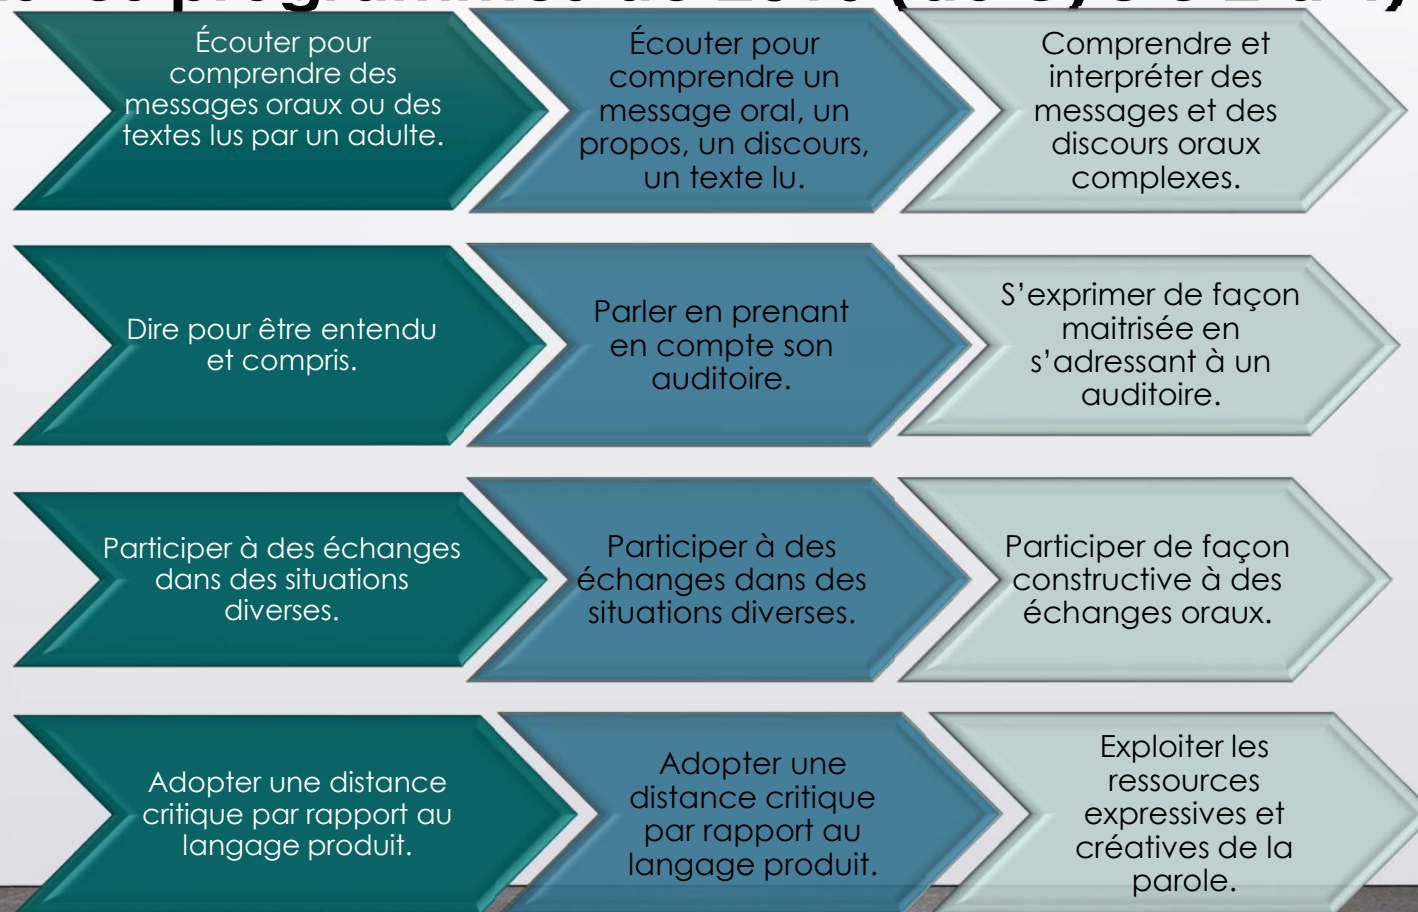 programmes de
Écouter pour
comprendre des
messages oraux ou des
textes lus par un adulte.
Écouter pour
comprendre un
message oral, un
propos, un discours,
un texte lu.
Comprendre et
interpréter des
messages et des
discours oraux
complexes.
Dire pour être entendu
et compris.
Parler en prenant
en compte son
auditoire.
S’exprimer de façon
maitrisée en
s’adressant à un
auditoire.
Participer à des échanges
dans des situations
diverses.
Participer à des
échanges dans des
situations diverses.
Participer de façon
constructive à des
échanges oraux.
Adopter une distance
critique par rapport au
langage produit.
Adopter une
distance critique
par rapport au
langage produit.
Exploiter les
ressources
expressives et
créatives de la
parole.